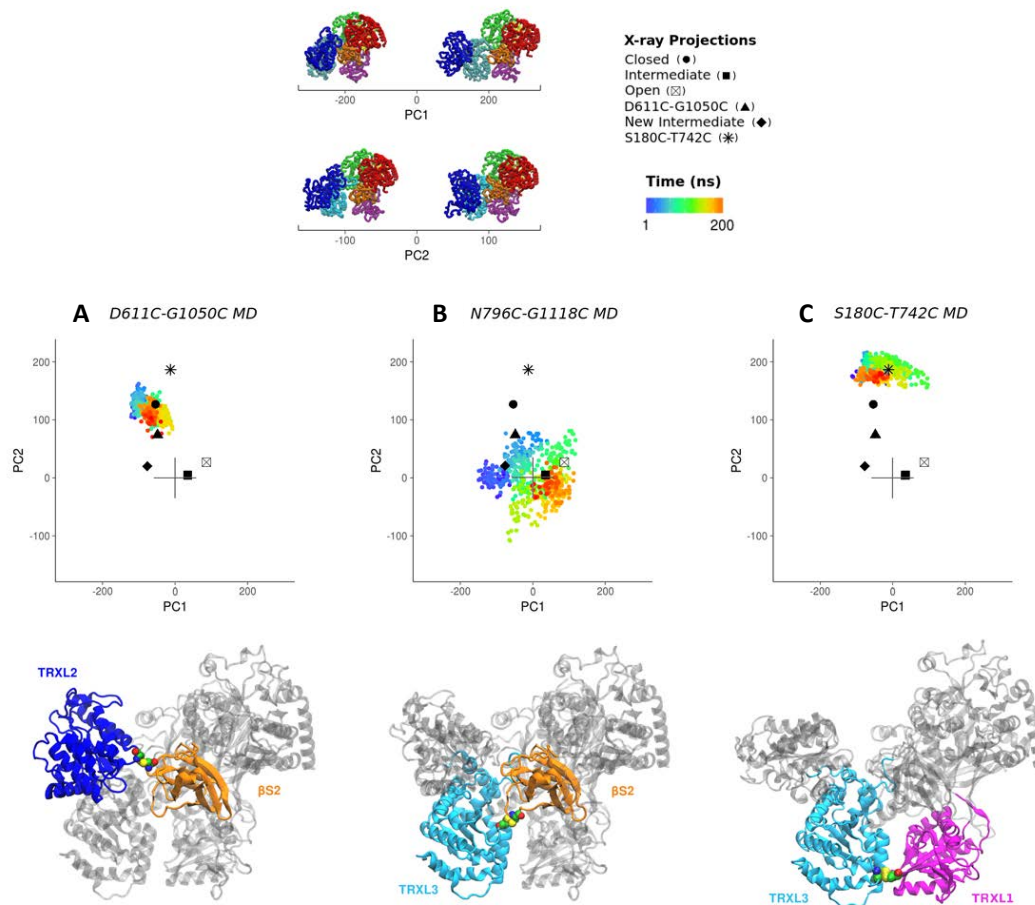 X-ray Projections
Closed (●)
Intermediate (■)
Open (☒)
D611C-G1050C (▲)
New Intermediate (◆)
S180C-T742C (✳)
-200 0 200
PC1
Time (ns)
1 200
-100 0 100
PC2
A D611C-G1050C MD
B N796C-G1118C MD
C S180C-T742C MD
200
100
0
-100
PC2
-200 0 200
PC1
200
100
0
-100
PC2
-200 0 200
PC1
200
100
0
-100
PC2
-200 0 200
PC1
TRXL2
βS2
βS2
TRXL3
TRXL3
TRXL1